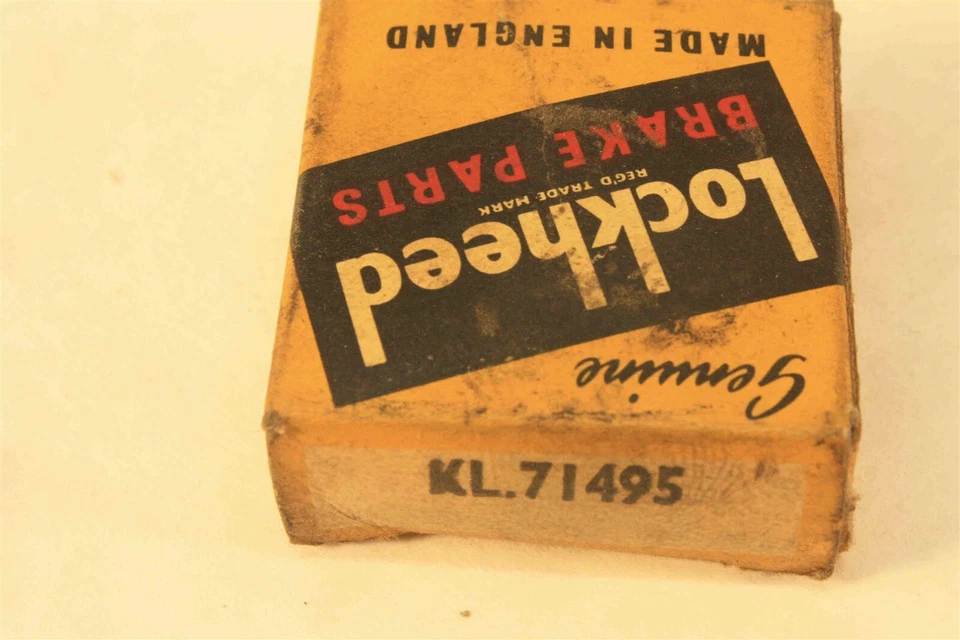 Genuine
Lockheed
REG'D TRADE MARK
BRAKE PARTS
MADE IN ENGLAND
KL.71495